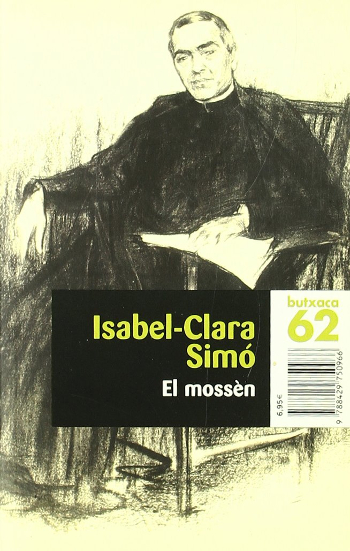 butxaca
62
Isabel-Clara
Simó
El mossèn
6,95€
9 788429 750966